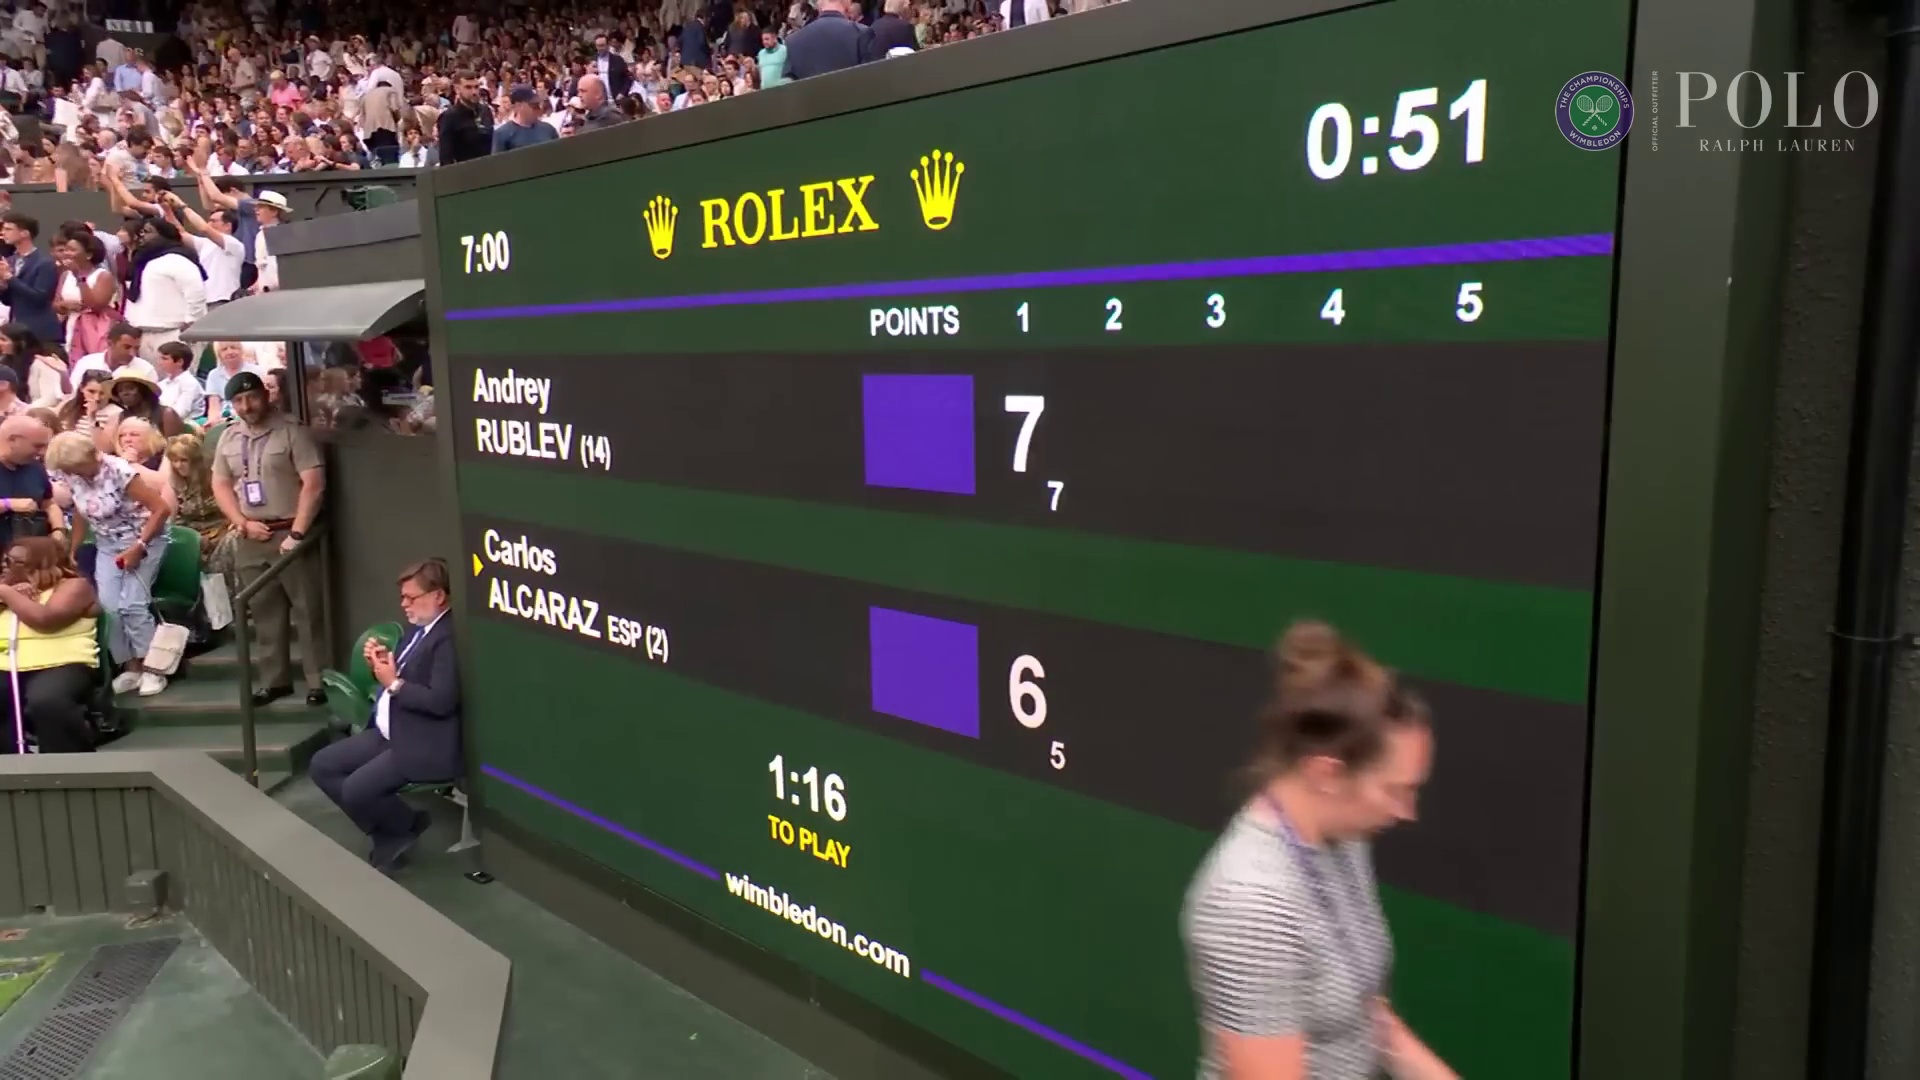 7:00
ROLEX
0:51
THE CHAMPIONSHIPS
WIMBLEDON
OFFICIAL OUTFITTER
POLO
RALPH LAUREN
POINTS 1 2 3 4 5
Andrey
RUBLEV (14)
7 7
Carlos
ALCARAZ ESP (2)
6 5
1:16
TO PLAY
wimbledon.com